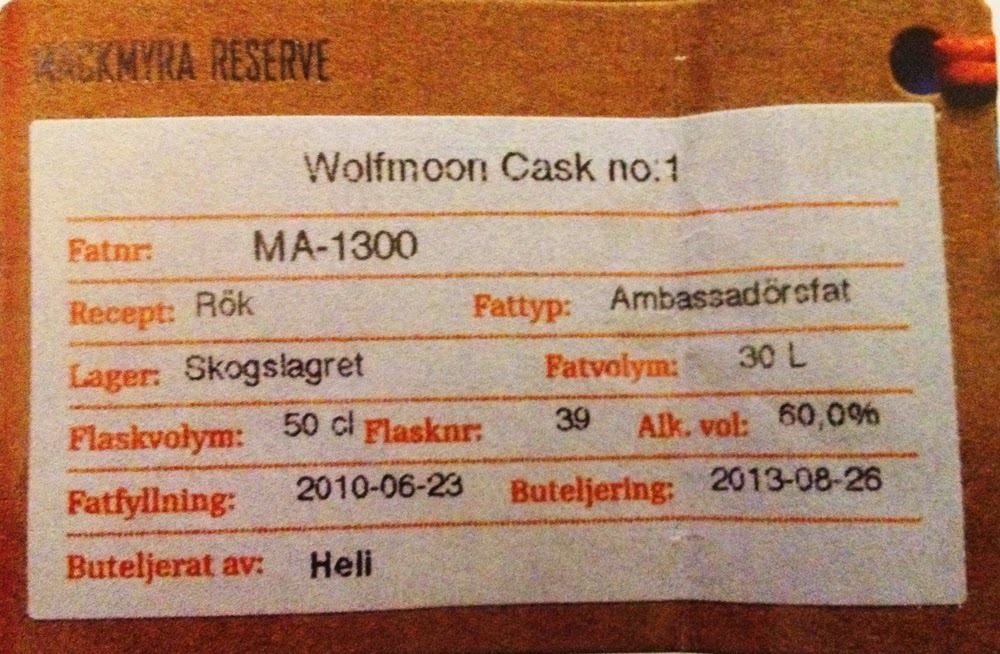 MACKMYRA RESERVE
Wolfmoon Cask no:1
Fatnr: MA-1300
Recept: Rök Fattyp: Ambassadörsfat
Lager: Skogslagret Fatvolym: 30 L
Flaskvolym: 50 cl Flasknr: 39 Alk. vol: 60,0%
Fatfyllning: 2010-06-23 Buteljering: 2013-08-26
Buteljerat av: Heli